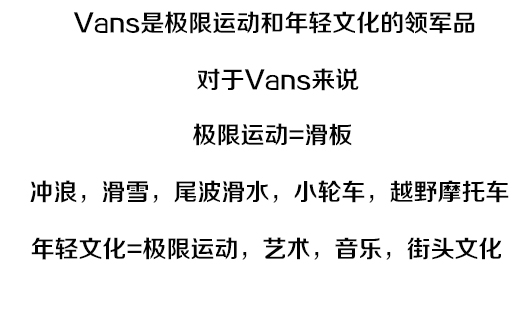 Vans是极限运动和年轻文化的领军品
对于Vans来说
极限运动=滑板
冲浪，滑雪，尾波滑水，小轮车，越野摩托车
年轻文化=极限运动，艺术，音乐，街头文化